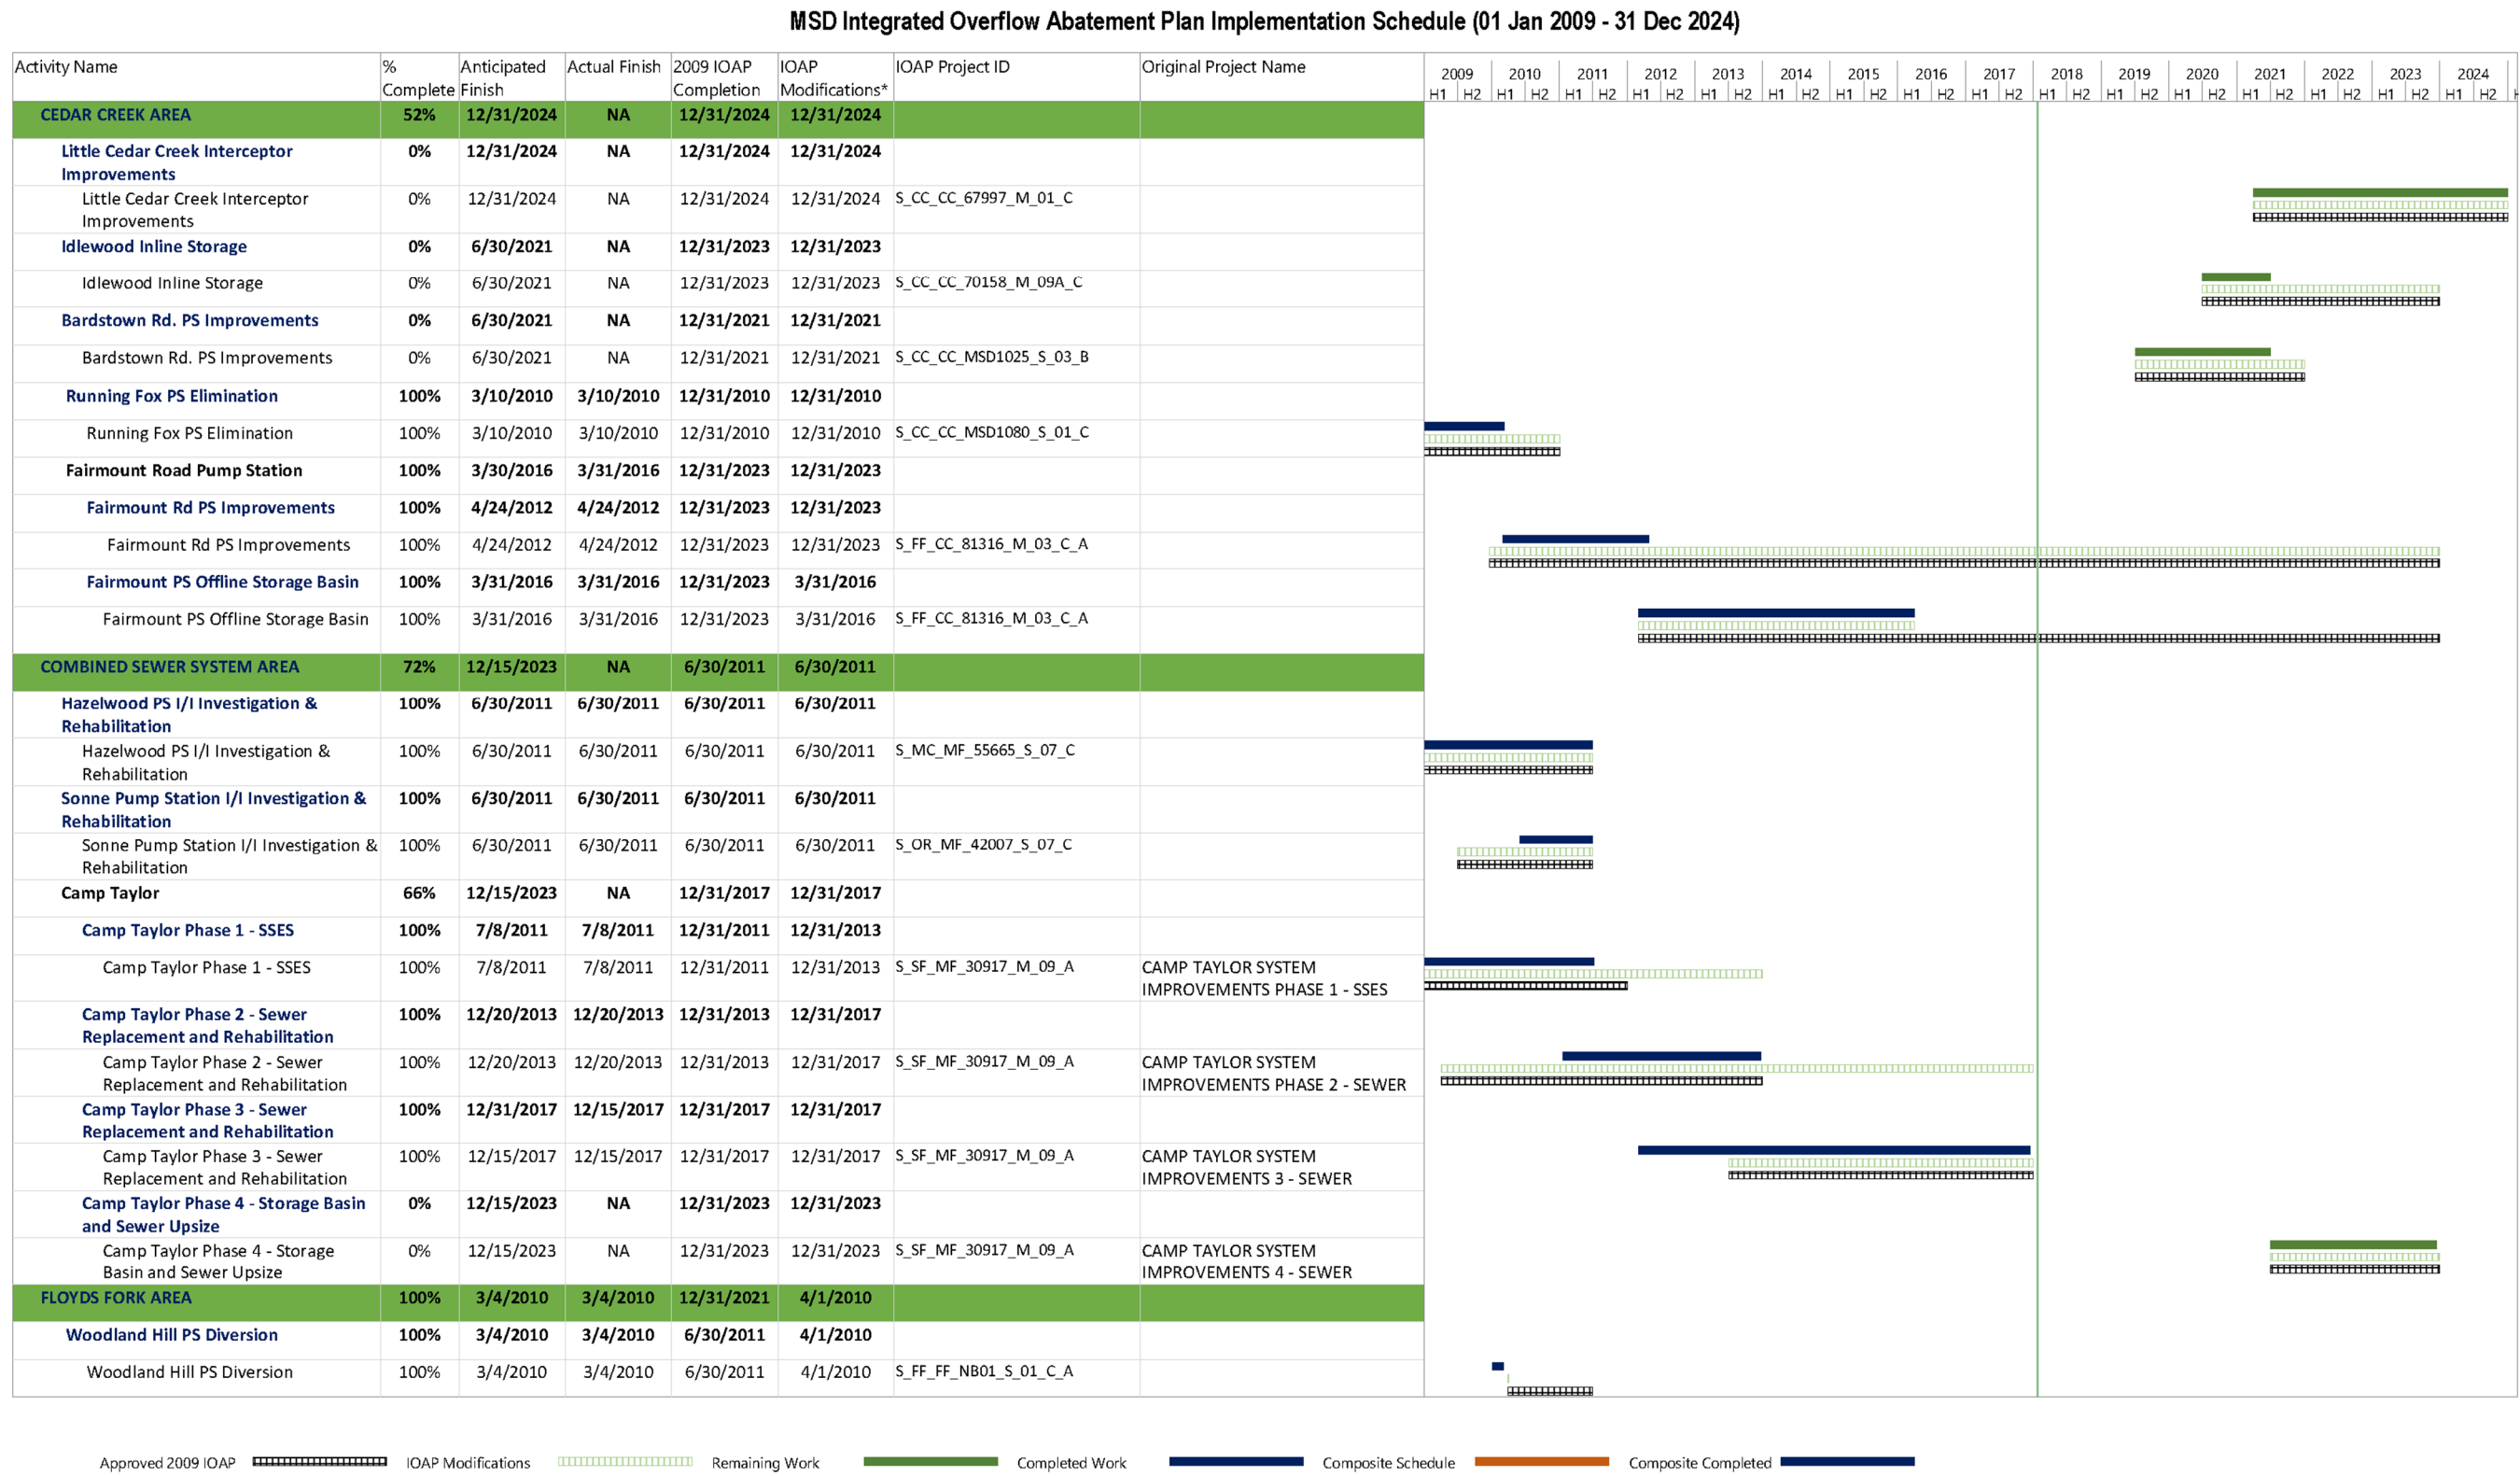 MSD Integrated Overflow Abatement Plan Implementation Schedule (01 Jan 2009 - 31 Dec 2024)
Activity Name % Complete Anticipated Finish Actual Finish 2009 IOAP Completion IOAP Modifications* IOAP Project ID Original Project Name
2009 2010 2011 2012 2013 2014 2015 2016 2017 2018 2019 2020 2021 2022 2023 2024
H1 H2 H1 H2 H1 H2 H1 H2 H1 H2 H1 H2 H1 H2 H1 H2 H1 H2 H1 H2 H1 H2 H1 H2 H1 H2 H1 H2 H1 H2 H1 H2
CEDAR CREEK AREA 52% 12/31/2024 NA 12/31/2024 12/31/2024
Little Cedar Creek Interceptor 0% 12/31/2024 NA 12/31/2024 12/31/2024
Improvements
Little Cedar Creek Interceptor 0% 12/31/2024 NA 12/31/2024 12/31/2024 S_CC_CC_67997_M_01_C
Improvements
Idlewood Inline Storage 0% 6/30/2021 NA 12/31/2023 12/31/2023
Idlewood Inline Storage 0% 6/30/2021 NA 12/31/2023 12/31/2023 S_CC_CC_70158_M_09A_C
Bardstown Rd. PS Improvements 0% 6/30/2021 NA 12/31/2021 12/31/2021
Bardstown Rd. PS Improvements 0% 6/30/2021 NA 12/31/2021 12/31/2021 S_CC_CC_MSD1025_S_03_B
Running Fox PS Elimination 100% 3/10/2010 3/10/2010 12/31/2010 12/31/2010
Running Fox PS Elimination 100% 3/10/2010 3/10/2010 12/31/2010 12/31/2010 S_CC_CC_MSD1080_S_01_C
Fairmount Road Pump Station 100% 3/30/2016 3/31/2016 12/31/2023 12/31/2023
Fairmount Rd PS Improvements 100% 4/24/2012 4/24/2012 12/31/2023 12/31/2023
Fairmount Rd PS Improvements 100% 4/24/2012 4/24/2012 12/31/2023 12/31/2023 S_FF_CC_81316_M_03_C_A
Fairmount PS Offline Storage Basin 100% 3/31/2016 3/31/2016 12/31/2023 3/31/2016
Fairmount PS Offline Storage Basin 100% 3/31/2016 3/31/2016 12/31/2023 3/31/2016 S_FF_CC_81316_M_03_C_A
COMBINED SEWER SYSTEM AREA 72% 12/15/2023 NA 6/30/2011 6/30/2011
Hazelwood PS I/I Investigation & 100% 6/30/2011 6/30/2011 6/30/2011 6/30/2011
Rehabilitation
Hazelwood PS I/I Investigation & 100% 6/30/2011 6/30/2011 6/30/2011 6/30/2011 S_MC_MF_55665_S_07_C
Rehabilitation
Sonne Pump Station I/I Investigation & 100% 6/30/2011 6/30/2011 6/30/2011 6/30/2011
Rehabilitation
Sonne Pump Station I/I Investigation & 100% 6/30/2011 6/30/2011 6/30/2011 6/30/2011 S_OR_MF_42007_S_07_C
Rehabilitation
Camp Taylor 66% 12/15/2023 NA 12/31/2017 12/31/2017
Camp Taylor Phase 1 - SSES 100% 7/8/2011 7/8/2011 12/31/2011 12/31/2013
Camp Taylor Phase 1 - SSES 100% 7/8/2011 7/8/2011 12/31/2011 12/31/2013 S_SF_MF_30917_M_09_A CAMP TAYLOR SYSTEM
IMPROVEMENTS PHASE 1 - SSES
Camp Taylor Phase 2 - Sewer 100% 12/20/2013 12/20/2013 12/31/2013 12/31/2017
Replacement and Rehabilitation
Camp Taylor Phase 2 - Sewer 100% 12/20/2013 12/20/2013 12/31/2013 12/31/2017 S_SF_MF_30917_M_09_A CAMP TAYLOR SYSTEM
Replacement and Rehabilitation IMPROVEMENTS PHASE 2 - SEWER
Camp Taylor Phase 3 - Sewer 100% 12/31/2017 12/15/2017 12/31/2017 12/31/2017
Replacement and Rehabilitation
Camp Taylor Phase 3 - Sewer 100% 12/15/2017 12/15/2017 12/31/2017 12/31/2017 S_SF_MF_30917_M_09_A CAMP TAYLOR SYSTEM
Replacement and Rehabilitation IMPROVEMENTS 3 - SEWER
Camp Taylor Phase 4 - Storage Basin 0% 12/15/2023 NA 12/31/2023 12/31/2023
and Sewer Upsize
Camp Taylor Phase 4 - Storage 0% 12/15/2023 NA 12/31/2023 12/31/2023 S_SF_MF_30917_M_09_A CAMP TAYLOR SYSTEM
Basin and Sewer Upsize IMPROVEMENTS 4 - SEWER
FLOYDS FORK AREA 100% 3/4/2010 3/4/2010 12/31/2021 4/1/2010
Woodland Hill PS Diversion 100% 3/4/2010 3/4/2010 6/30/2011 4/1/2010
Woodland Hill PS Diversion 100% 3/4/2010 3/4/2010 6/30/2011 4/1/2010 S_FF_FF_NB01_S_01_C_A
Approved 2009 IOAP IOAP Modifications Remaining Work Completed Work Composite Schedule Composite Completed